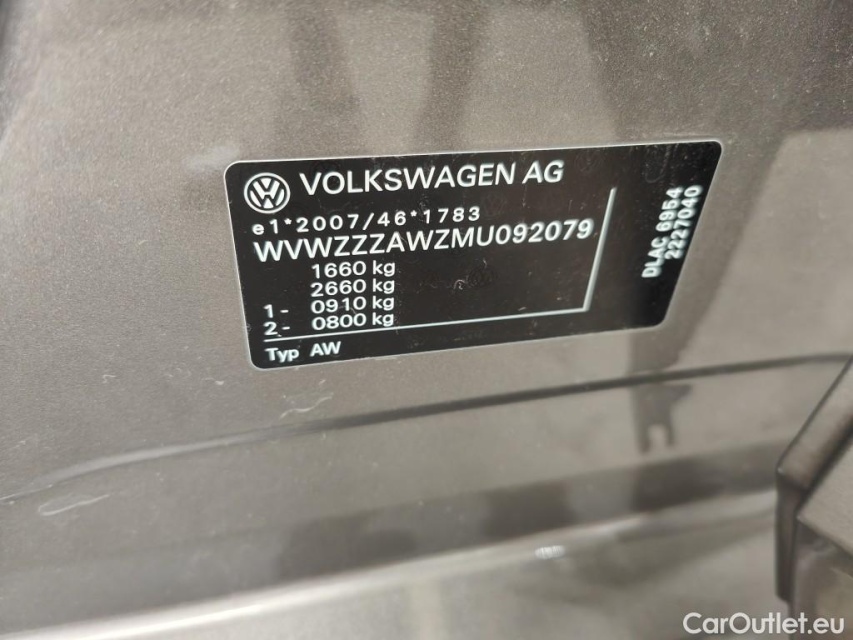 VOLKSWAGEN AG
e1*2007/46*1783
WVWZZZAWZMU092079
1660 kg
2660 kg
1- 0910 kg
2- 0800 kg
Typ AW
DLAC 6954
2227040
CarOutlet.eu